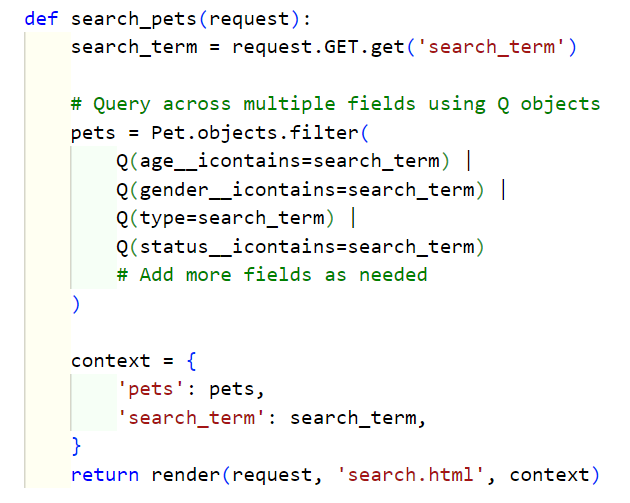 def search_pets(request):
    search_term = request.GET.get('search_term')

    # Query across multiple fields using Q objects
    pets = Pet.objects.filter(
        Q(age__icontains=search_term) |
        Q(gender__icontains=search_term) |
        Q(type=search_term) |
        Q(status__icontains=search_term)
        # Add more fields as needed
    )

    context = {
        'pets': pets,
        'search_term': search_term,
    }
    return render(request, 'search.html', context)